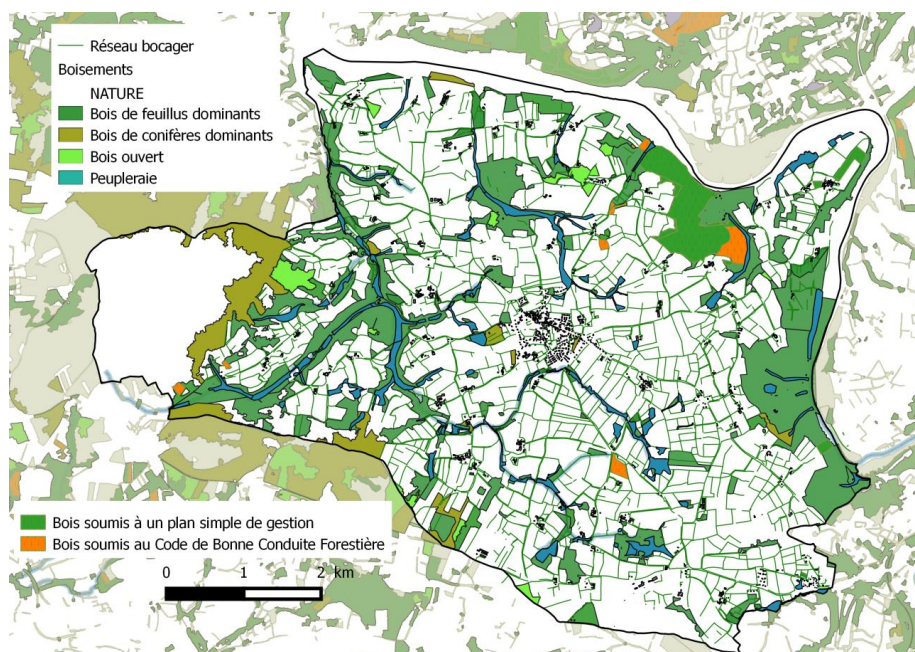 Réseau bocager
Boisements
NATURE
Bois de feuillus dominants
Bois de conifères dominants
Bois ouvert
Peupleraie
Bois soumis à un plan simple de gestion
Bois soumis au Code de Bonne Conduite Forestière
0 1 2 km